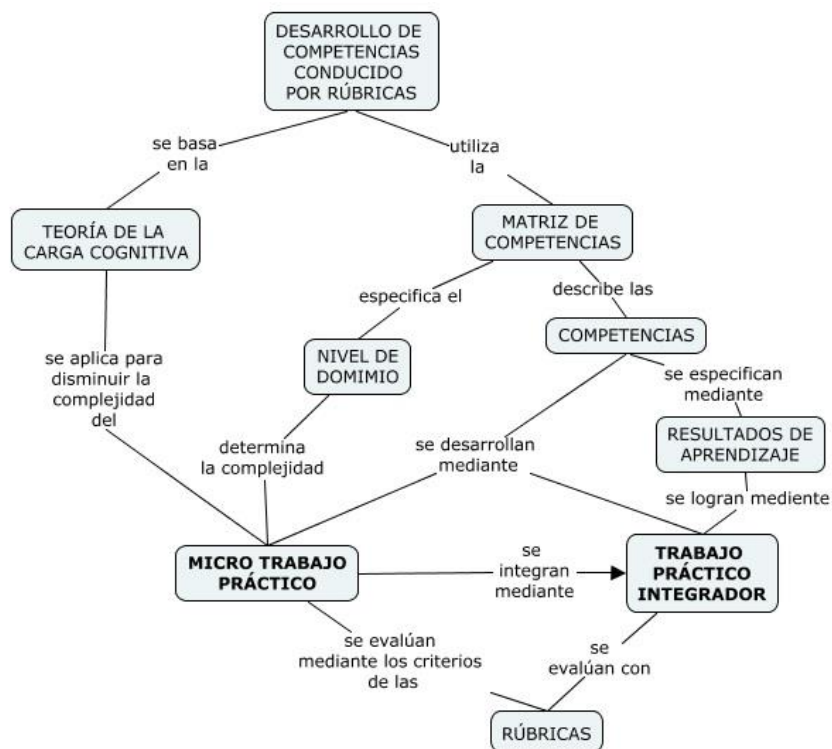 DESARROLLO DE
COMPETENCIAS
CONDUCIDO
POR RÚBRICAS
se basa
en la
utiliza
la
TEORÍA DE LA
CARGA COGNITIVA
MATRIZ DE
COMPETENCIAS
especifica el
describe las
NIVEL DE
DOMIMIO
COMPETENCIAS
se aplica para
disminuir la
complejidad
del
se especifican
mediante
determina
la complejidad
se desarrollan
mediante
RESULTADOS DE
APRENDIZAJE
se logran mediente
MICRO TRABAJO
PRÁCTICO
se
integran
mediante
TRABAJO
PRÁCTICO
INTEGRADOR
se evalúan
mediante los criterios
de las
se
evalúan con
RÚBRICAS